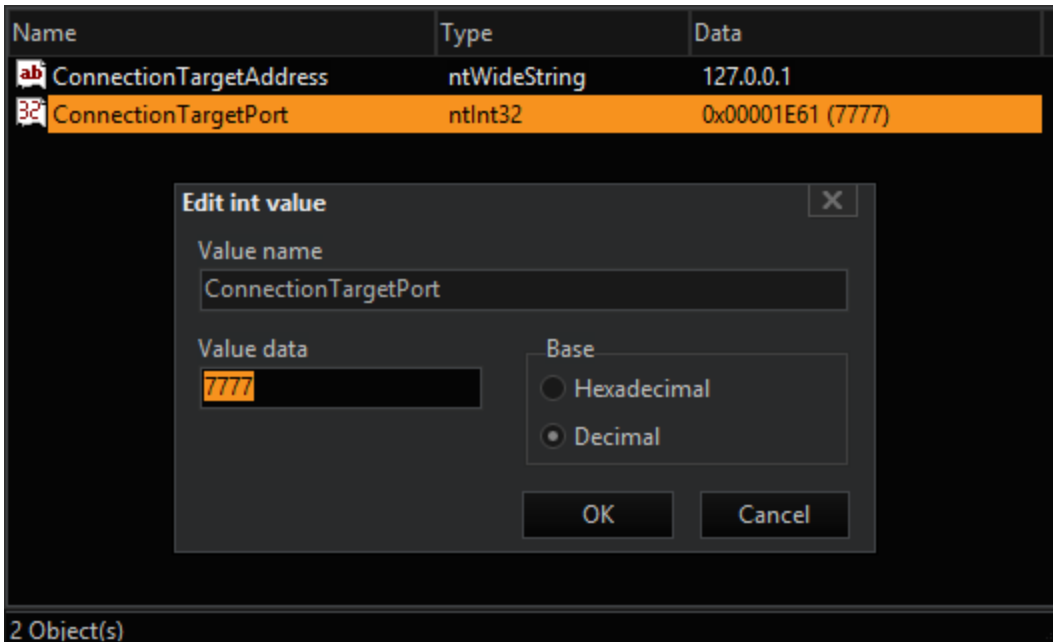 Name Type Data
ab ConnectionTargetAddress ntWideString 127.0.0.1
32 ConnectionTargetPort ntInt32 0x00001E61 (7777)
Edit int value
Value name
ConnectionTargetPort
Value data Base
7777 Hexadecimal
Decimal
OK Cancel
2 Object(s)